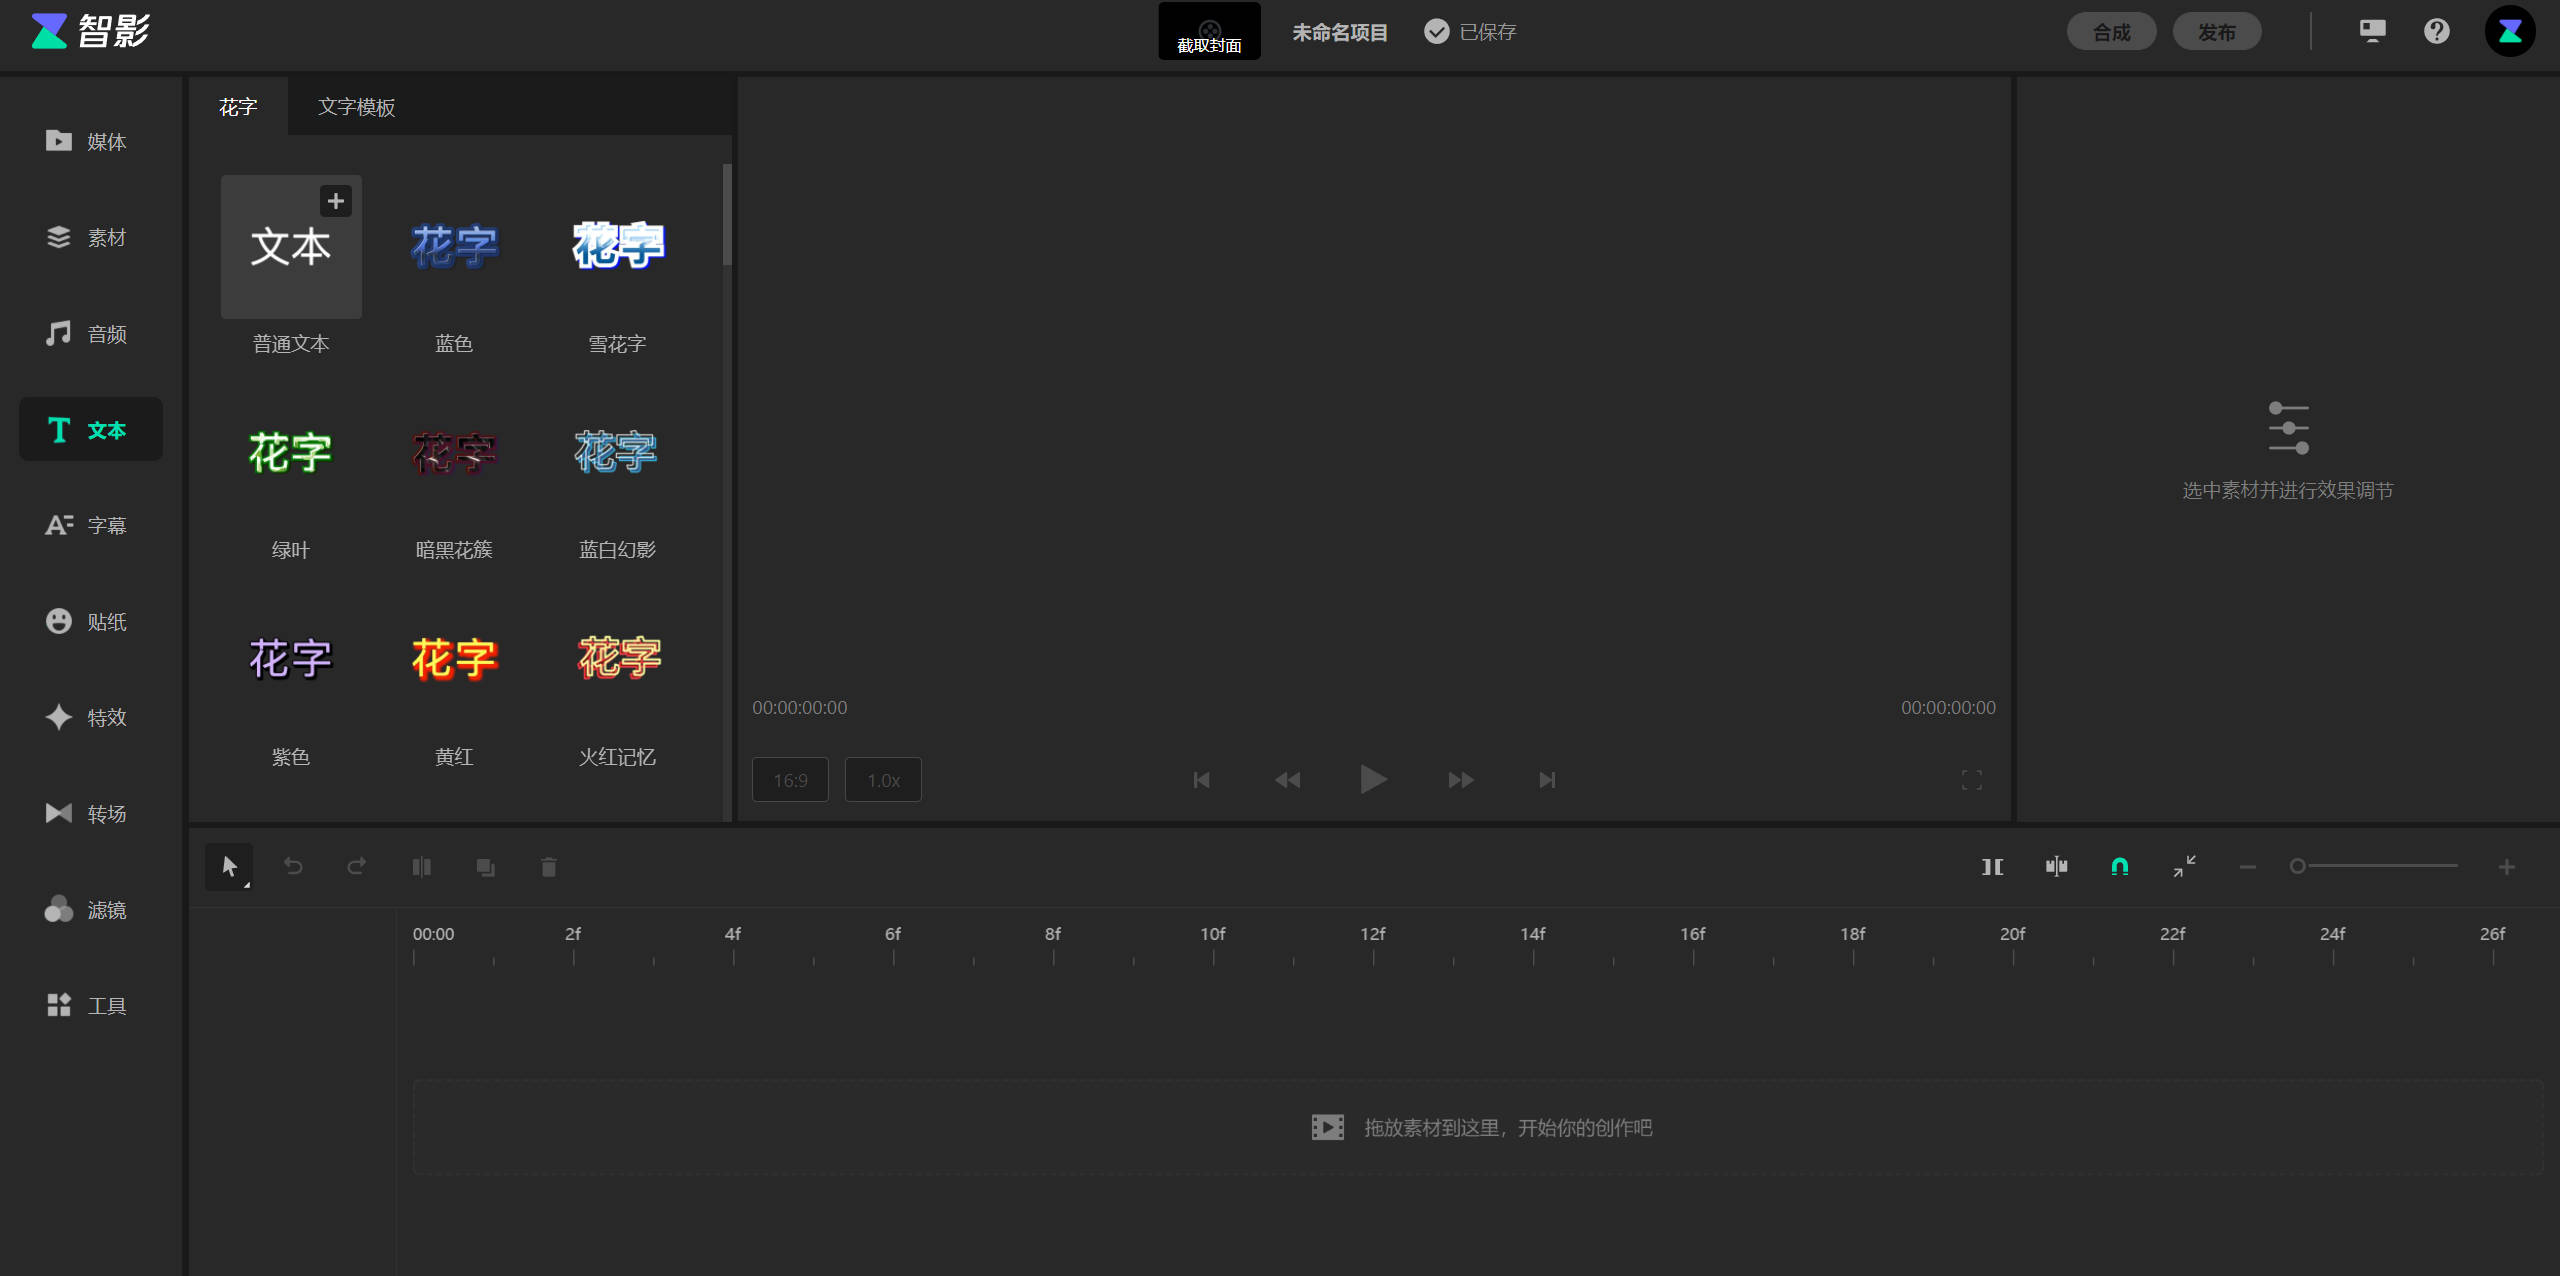 智影
截取封面
未命名项目
已保存
合成
发布
媒体
素材
音频
文本
字幕
贴纸
特效
转场
滤镜
工具
花字
文字模板
文本
花字
花字
普通文本
蓝色
雪花字
花字
花字
花字
绿叶
暗黑花簇
蓝白幻影
花字
花字
花字
紫色
黄红
火红记忆
00:00:00:00
00:00:00:00
16:9
1.0x
选中素材并进行效果调节
00:00
2f
4f
6f
8f
10f
12f
14f
16f
18f
20f
22f
24f
26f
拖放素材到这里，开始你的创作吧